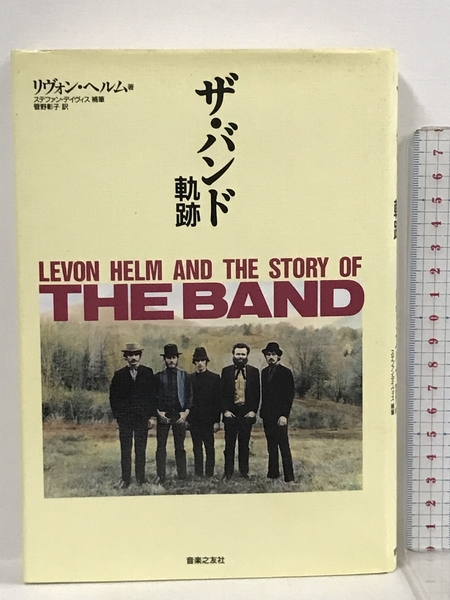 リヴォン・ヘルム著
ステファン・デイヴィス 補筆
菅野彰子 訳
ザ・バンド
軌跡
LEVON HELM AND THE STORY OF
THE BAND
音楽之友社